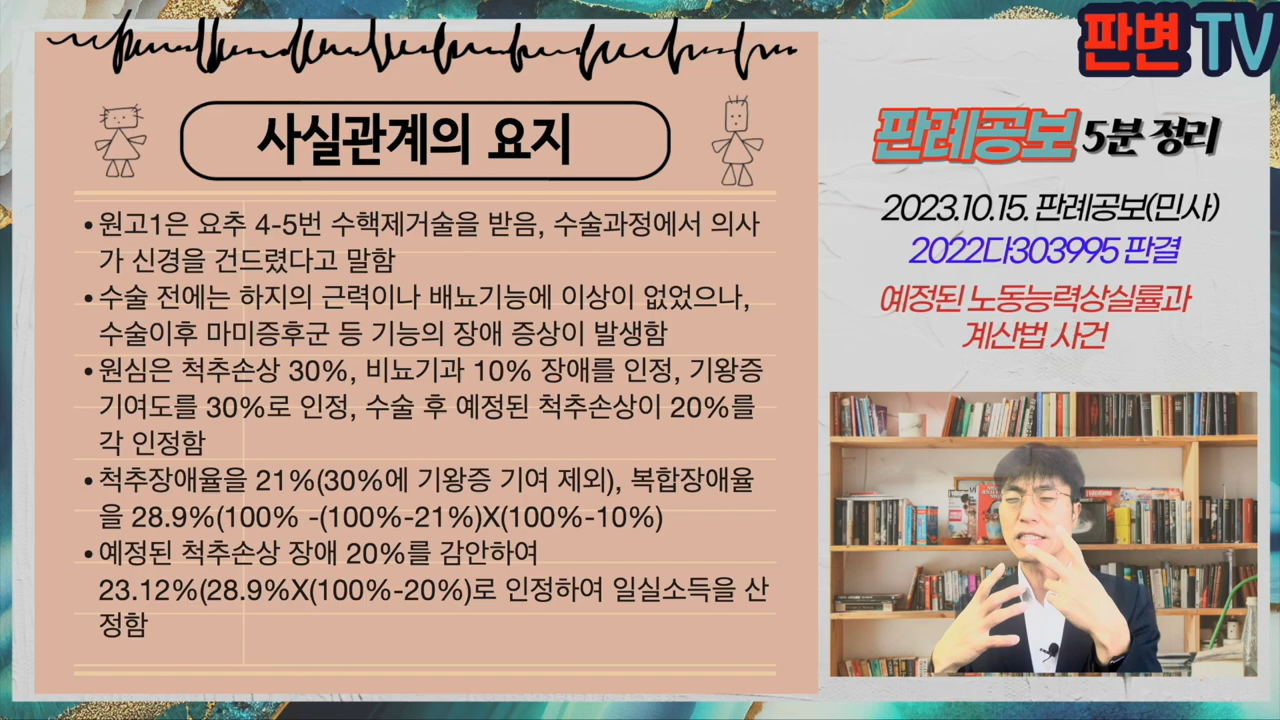 판변 TV
사실관계의 요지
• 원고1은 요추 4-5번 수핵제거술을 받음, 수술과정에서 의사
가 신경을 건드렸다고 말함
• 수술 전에는 하지의 근력이나 배뇨기능에 이상이 없었으나,
수술이후 마미증후군 등 기능의 장애 증상이 발생함
• 원심은 척추손상 30%, 비뇨기과 10% 장애를 인정, 기왕증
기여도를 30%로 인정, 수술 후 예정된 척추손상이 20%를
각 인정함
• 척추장애율을 21%(30%에 기왕증 기여 제외), 복합장애율
을 28.9%(100% -(100%-21%)X(100%-10%)
• 예정된 척추손상 장애 20%를 감안하여
23.12%(28.9%X(100%-20%)로 인정하여 일실소득을 산
정함
판례공보 5분 정리
2023.10.15. 판례공보(민사)
2022다303995 판결
예정된 노동능력상실률과
계산법 사건